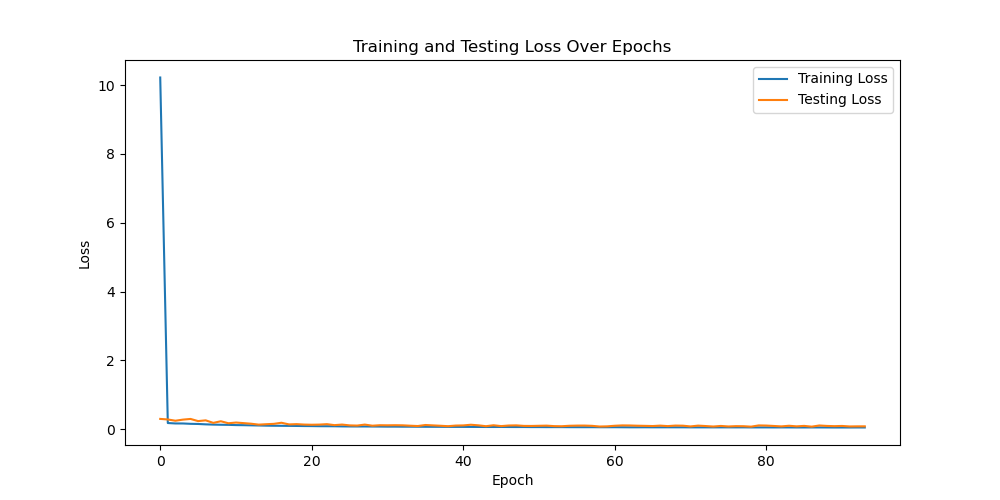 Training and Testing Loss Over Epochs
Training Loss
Testing Loss
10
8
6
4
2
0
Loss
0 20 40 60 80
Epoch